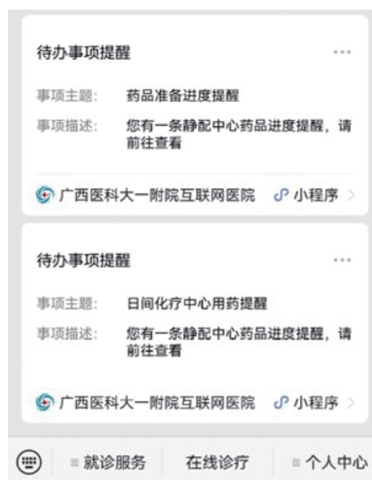 待办事项提醒
事项主题： 药品准备进度提醒
事项描述： 您有一条静配中心药品进度提醒，请
前往查看
广西医科大一附院互联网医院 小程序
待办事项提醒
事项主题： 日间化疗中心用药提醒
事项描述： 您有一条静配中心药品进度提醒，请
前往查看
广西医科大一附院互联网医院 小程序
就诊服务 在线诊疗 个人中心